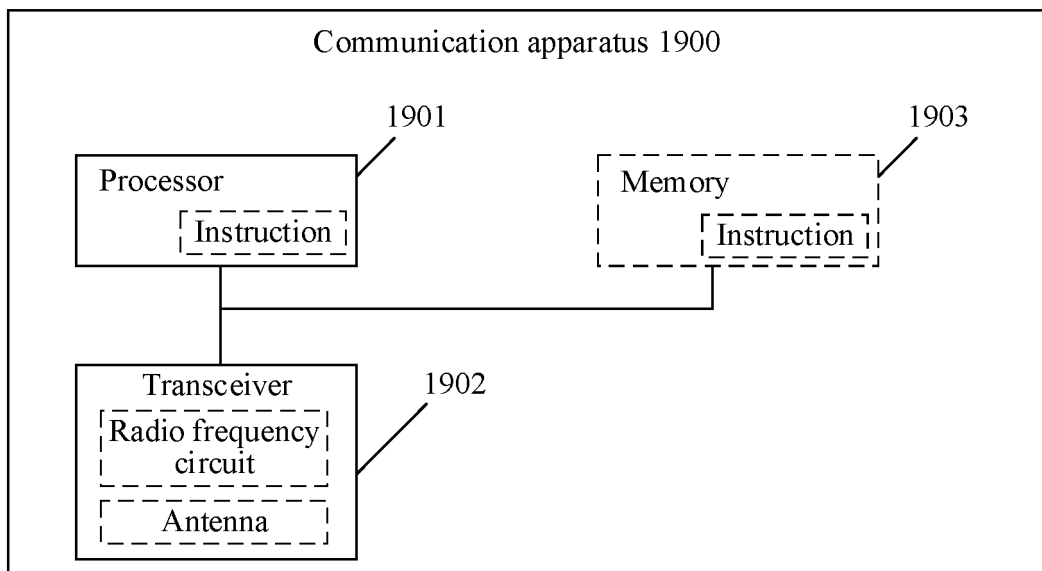 Communication apparatus 1900
1901
1903
Processor
Memory
Instruction
Instruction
Transceiver
1902
Radio frequency
circuit
Antenna